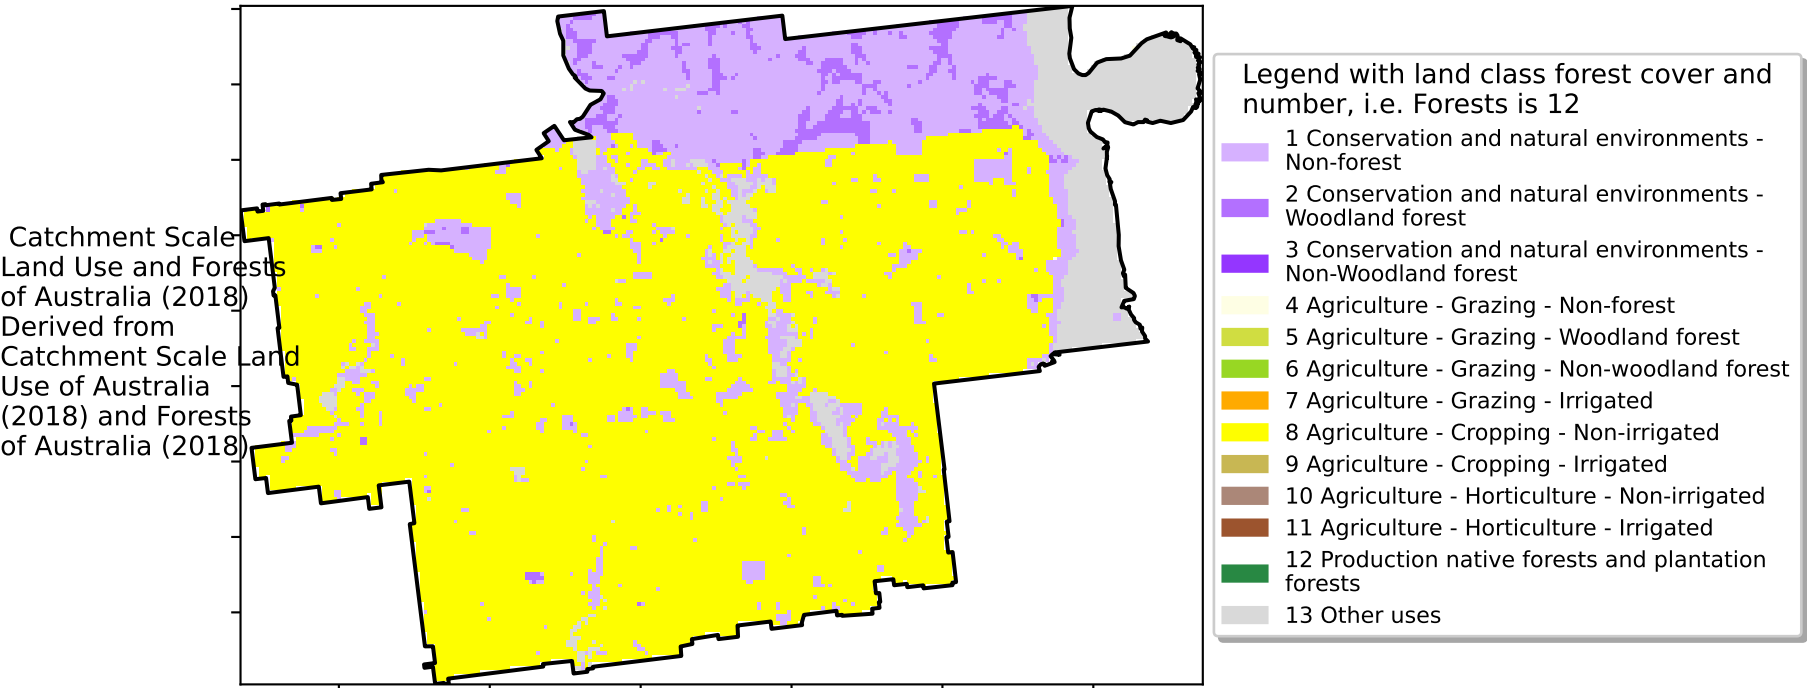 Catchment Scale
Land Use and Forests
of Australia (2018)
Derived from
Catchment Scale Land
Use of Australia
(2018) and Forests
of Australia (2018)
Legend with land class forest cover and
number, i.e. Forests is 12
1 Conservation and natural environments -
Non-forest
2 Conservation and natural environments -
Woodland forest
3 Conservation and natural environments -
Non-Woodland forest
4 Agriculture - Grazing - Non-forest
5 Agriculture - Grazing - Woodland forest
6 Agriculture - Grazing - Non-woodland forest
7 Agriculture - Grazing - Irrigated
8 Agriculture - Cropping - Non-irrigated
9 Agriculture - Cropping - Irrigated
10 Agriculture - Horticulture - Non-irrigated
11 Agriculture - Horticulture - Irrigated
12 Production native forests and plantation
forests
13 Other uses